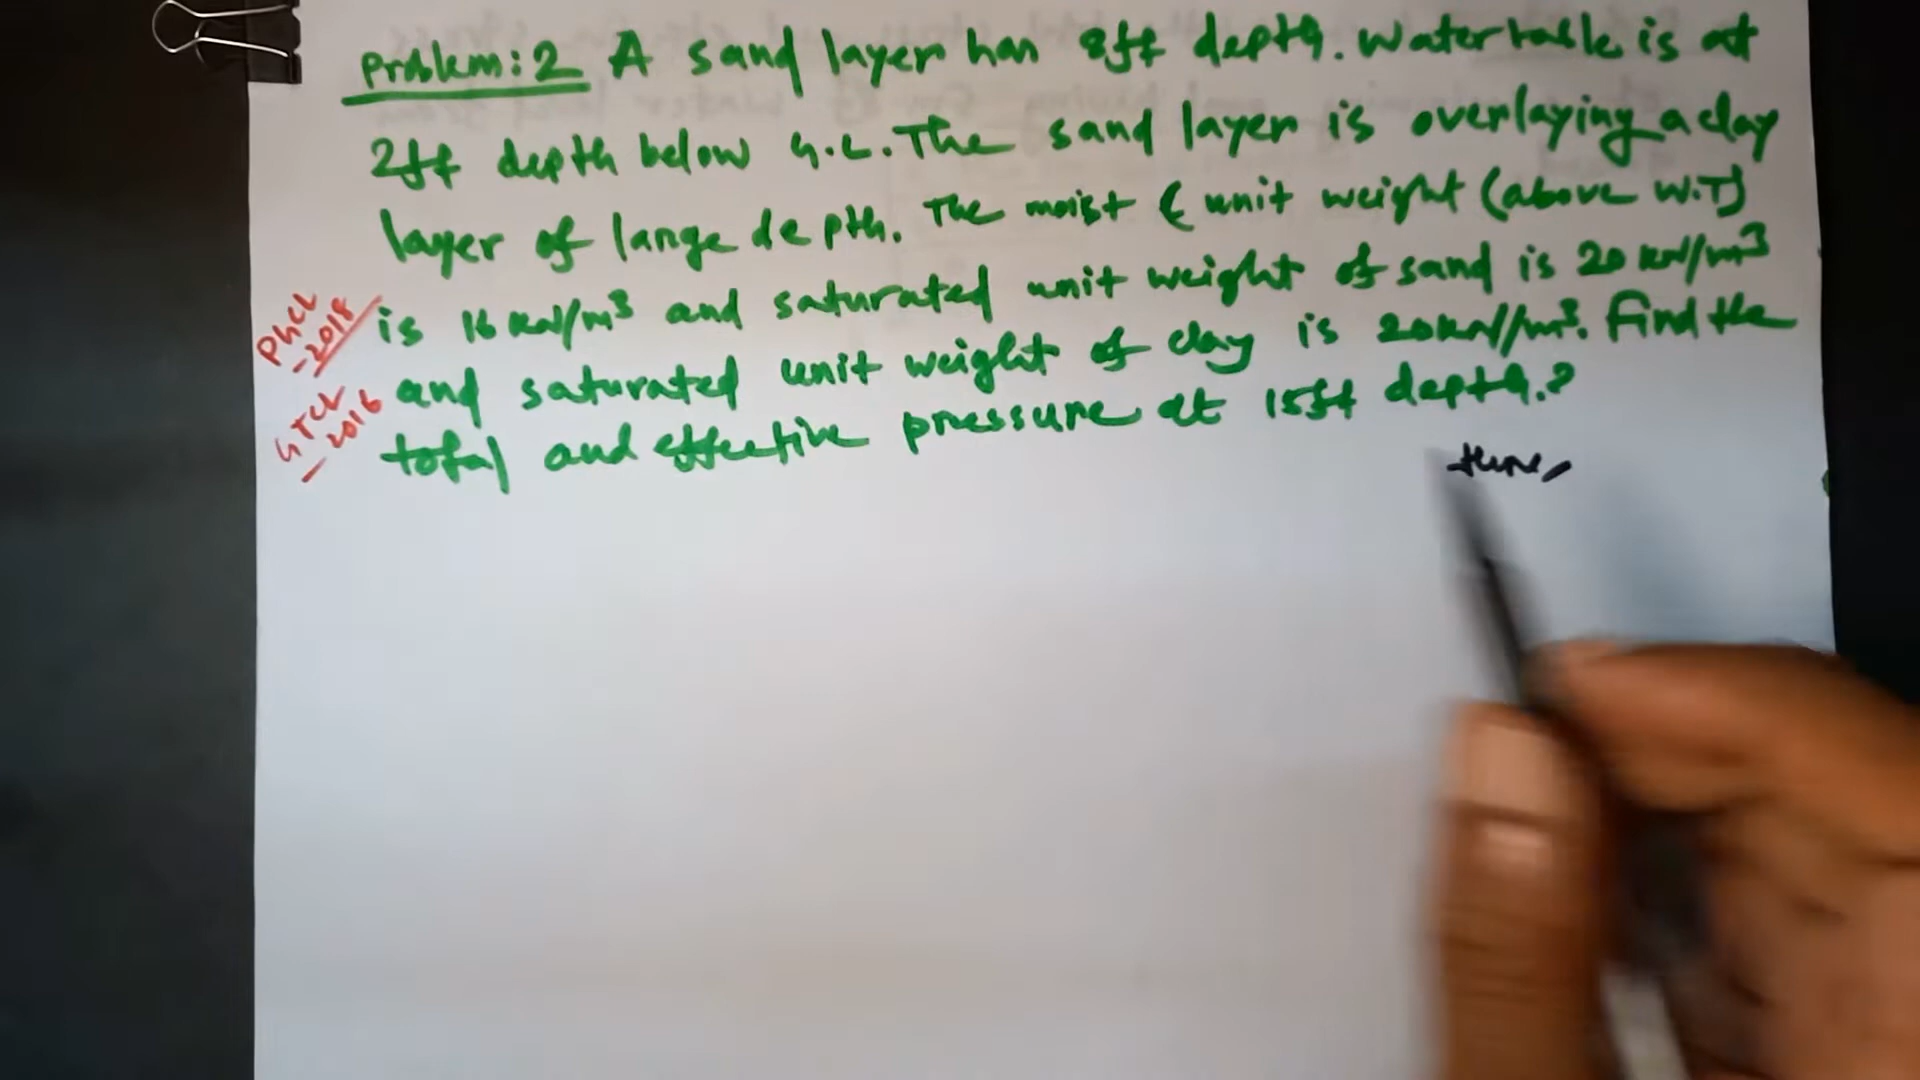 Problem: 2 A sand layer has 8ft depth. Water table is at
2ft depth below G.L. The sand layer is overlaying a clay
layer of large depth. The moist & unit weight (above W.T)
is 16 kN/m³ and saturated unit weight of sand is 20 kN/m³
and saturated unit weight of clay is 20 kN/m³. Find the
total and effective pressure at 15ft depth.?
PGCL
-2018
GTCL
2016